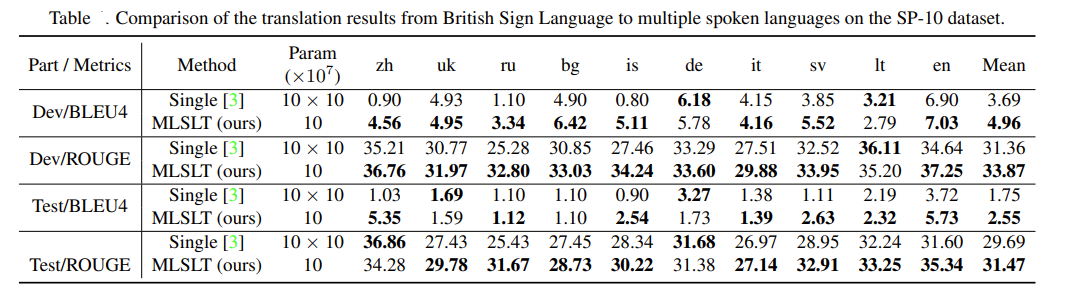 Table . Comparison of the translation results from British Sign Language to multiple spoken languages on the SP-10 dataset.
Part / Metrics Method Param (×10⁷) zh uk ru bg is de it sv lt en Mean
Dev/BLEU4 Single [3] 10 × 10 0.90 4.93 1.10 4.90 0.80 6.18 4.15 3.85 3.21 6.90 3.69
MLSLT (ours) 10 4.56 4.95 3.34 6.42 5.11 5.78 4.16 5.52 2.79 7.03 4.96
Dev/ROUGE Single [3] 10 × 10 35.21 30.77 25.28 30.85 27.46 33.29 27.51 32.52 36.11 34.64 31.36
MLSLT (ours) 10 36.76 31.97 32.80 33.03 34.24 33.60 29.88 33.95 35.20 37.25 33.87
Test/BLEU4 Single [3] 10 × 10 1.03 1.69 1.10 1.10 0.90 3.27 1.38 1.11 2.19 3.72 1.75
MLSLT (ours) 10 5.35 1.59 1.12 1.10 2.54 1.73 1.39 2.63 2.32 5.73 2.55
Single [3] 10 × 10 36.86 27.43 25.43 27.45 28.34 31.68 26.97 28.95 32.24 31.60 29.69
Test/ROUGE MLSLT (ours) 10 34.28 29.78 31.67 28.73 30.22 31.38 27.14 32.91 33.25 35.34 31.47